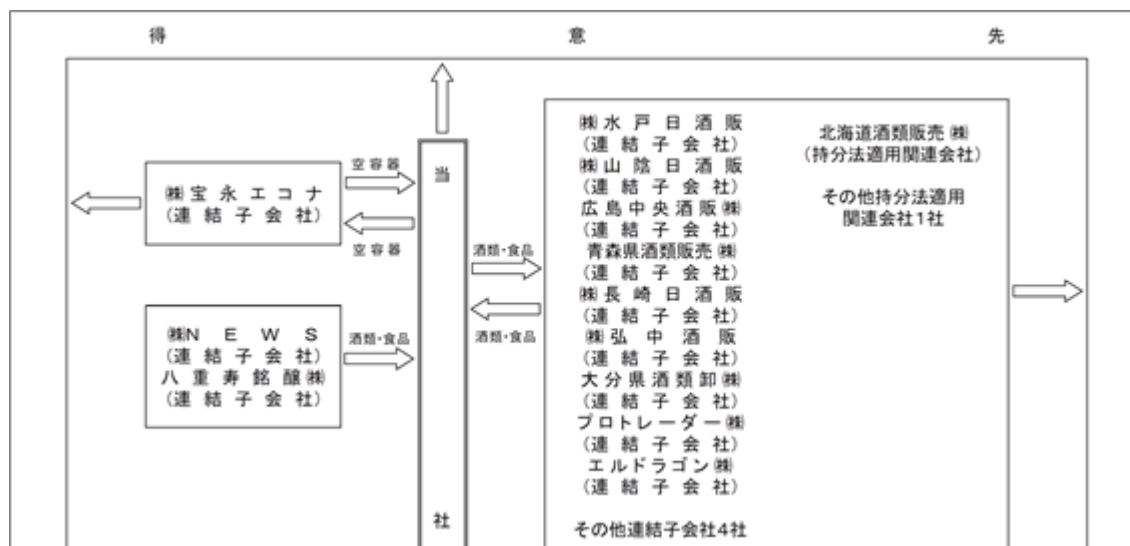 得意先
空容器
㈱宝永エコナ
(連結子会社)
空容器
㈱NEWS
(連結子会社)
八重寿銘醸㈱
(連結子会社)
酒類・食品
当社
酒類・食品
酒類・食品
㈱水戸日酒販
(連結子会社)
㈱山陰日酒販
(連結子会社)
広島中央酒販㈱
(連結子会社)
青森県酒類販売㈱
(連結子会社)
㈱長崎日酒販
(連結子会社)
㈱弘中酒販
(連結子会社)
大分県酒類卸㈱
(連結子会社)
プロトレーダー㈱
(連結子会社)
エルドラゴン㈱
(連結子会社)
その他連結子会社4社
北海道酒類販売㈱
(持分法適用関連会社)
その他持分法適用
関連会社1社